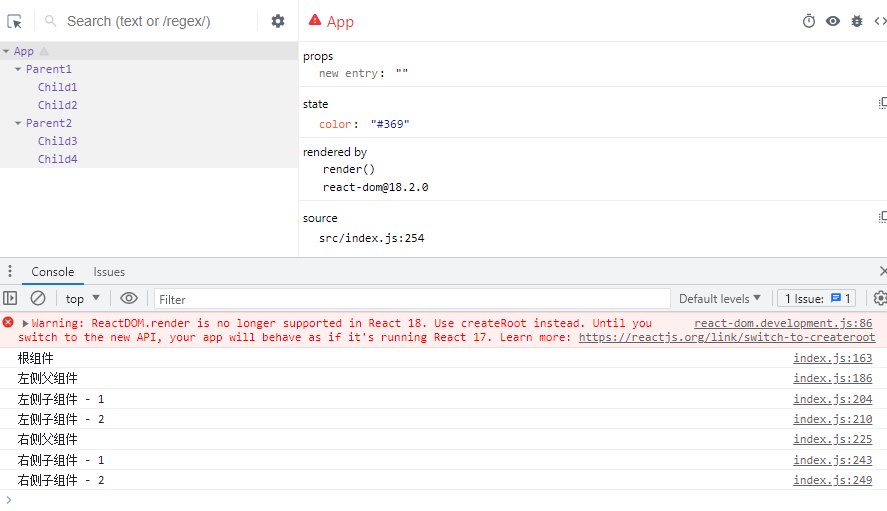 Search (text or /regex/)
App
App
Parent1
Child1
Child2
Parent2
Child3
Child4
props
new entry: ""
state
color: "#369"
rendered by
render()
react-dom@18.2.0
source
src/index.js:254
Console Issues
top Filter Default levels 1 Issue: 1
Warning: ReactDOM.render is no longer supported in React 18. Use createRoot instead. Until you react-dom.development.js:86
switch to the new API, your app will behave as if it's running React 17. Learn more: https://reactjs.org/link/switch-to-createroot
根组件 index.js:163
左侧父组件 index.js:186
左侧子组件 - 1 index.js:204
左侧子组件 - 2 index.js:210
右侧父组件 index.js:225
右侧子组件 - 1 index.js:243
右侧子组件 - 2 index.js:249